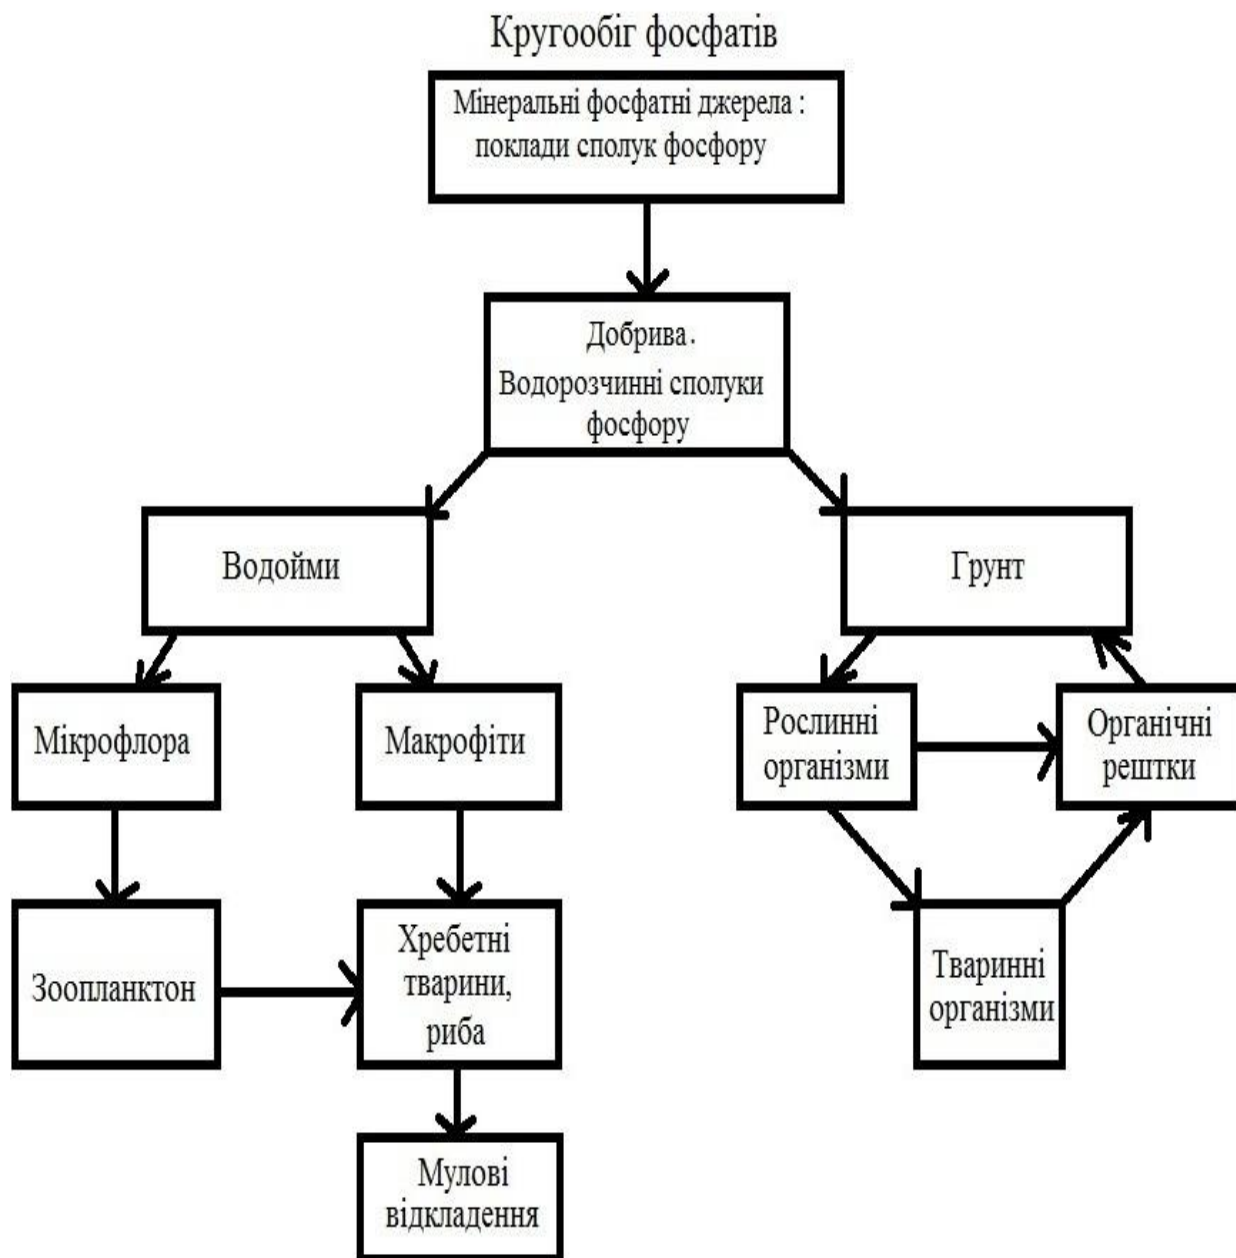 Кругообіг фосфатів
Мінеральні фосфатні джерела :
поклади сполук фосфору
Добрива.
Водорозчинні сполуки
фосфору
Водойми
Грунт
Мікрофлора
Макрофіти
Рослинні
організми
Органічні
рештки
Зоопланктон
Хребетні
тварини,
риба
Тваринні
організми
Мулові
відкладення